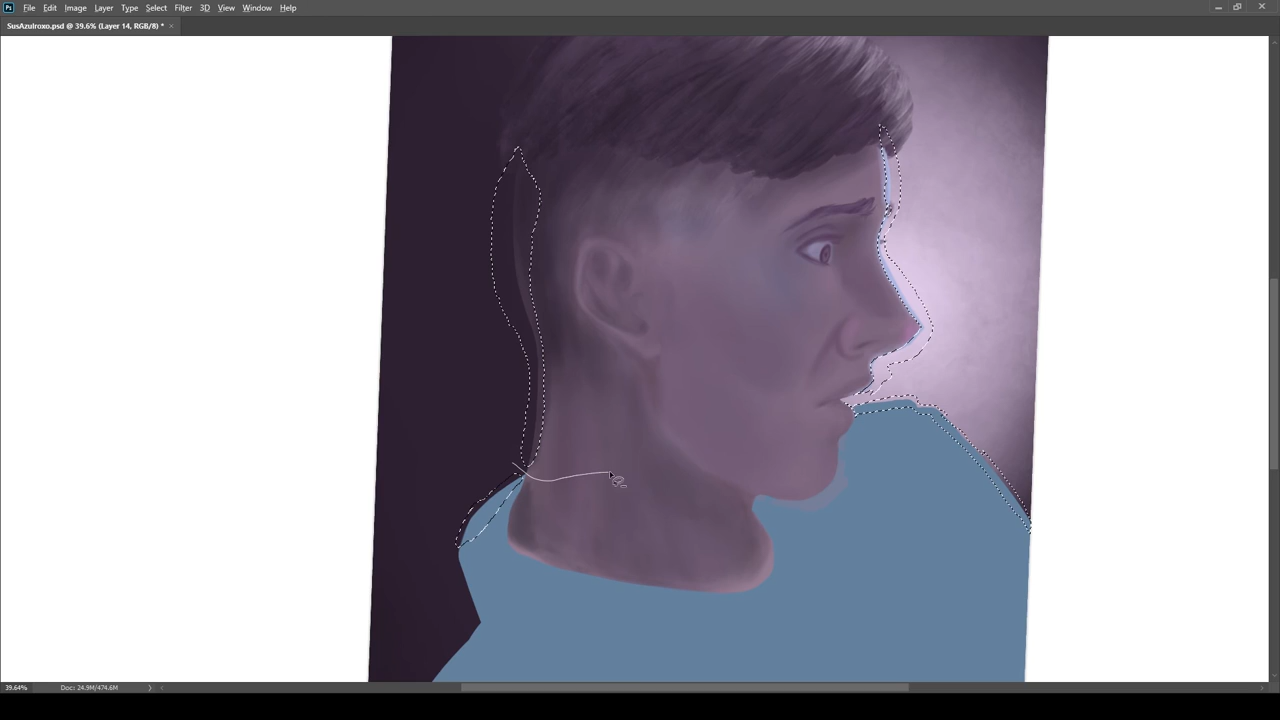 Ps File Edit Image Layer Type Select Filter 3D View Window Help
SusAzulroxo.psd @ 39.6% (Layer 14, RGB/8) *
39.64% Doc: 24.9M/474.6M